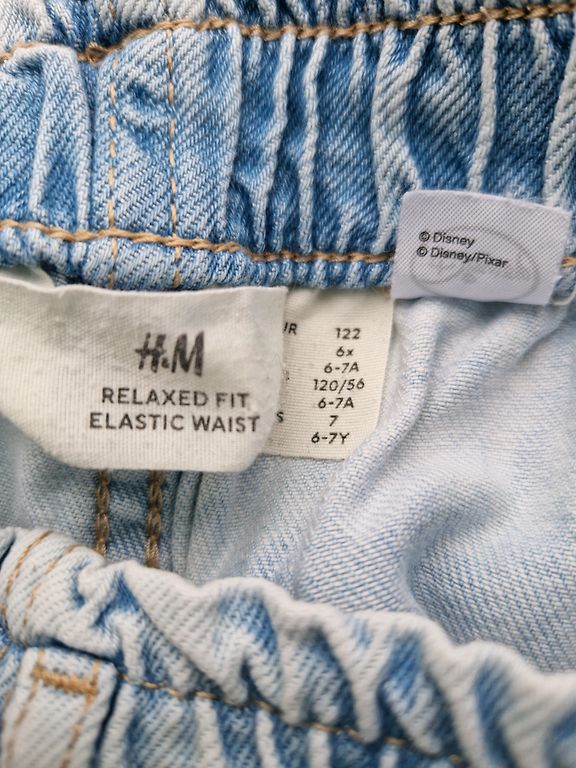 © Disney
© Disney/Pixar
H&M
RELAXED FIT
ELASTIC WAIST
122
6x
6-7A
120/56
6-7A
7
6-7Y